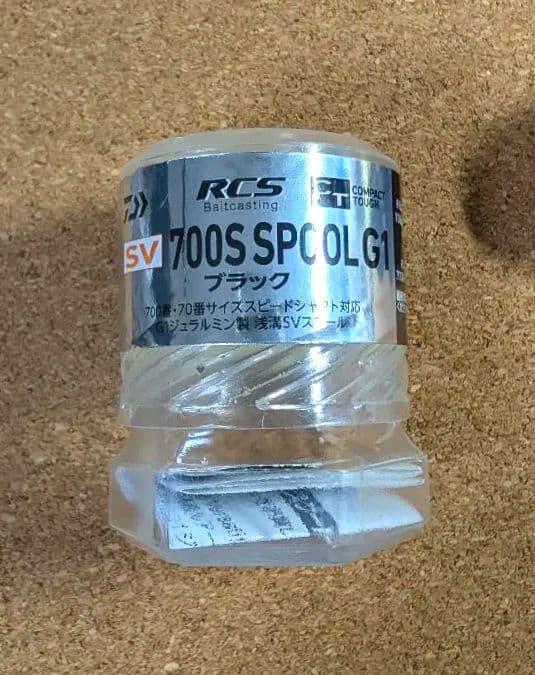 RCS
Baitcasting
CT COMPACT
TOUGH
SV 700S SPOOL G1
ブラック
700番・70番サイズスピードシャフト対応
G1ジュラルミン製 浅溝SVスプール